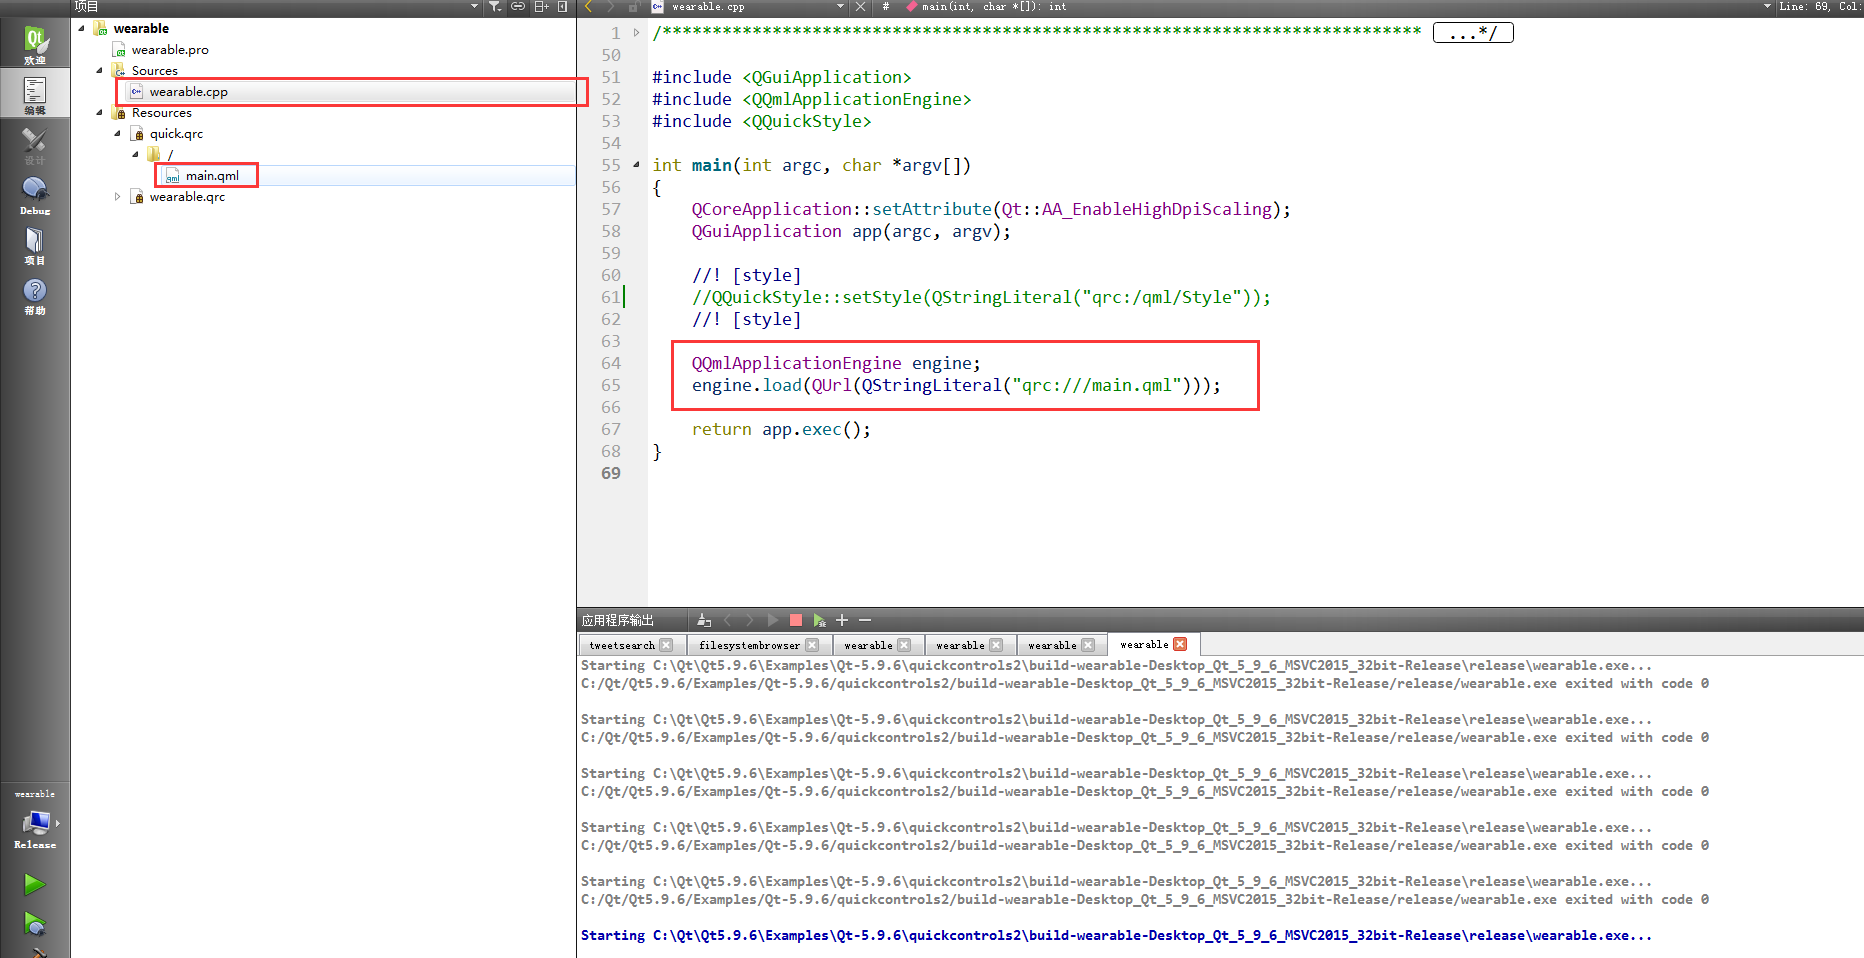 项目
wearable.cpp
#
main(int, char *[]): int
Line: 69, Col:
欢迎
编辑
设计
Debug
项目
帮助
wearable
Release
wearable
wearable.pro
Sources
wearable.cpp
Resources
quick.qrc
/
main.qml
wearable.qrc
1 /**************************************************************************** ...*/
50
51 #include <QGuiApplication>
52 #include <QQmlApplicationEngine>
53 #include <QQuickStyle>
54
55 int main(int argc, char *argv[])
56 {
57 QCoreApplication::setAttribute(Qt::AA_EnableHighDpiScaling);
58 QGuiApplication app(argc, argv);
59
60 //! [style]
61 //QQuickStyle::setStyle(QStringLiteral("qrc:/qml/Style"));
62 //! [style]
63
64 QQmlApplicationEngine engine;
65 engine.load(QUrl(QStringLiteral("qrc:///main.qml")));
66
67 return app.exec();
68 }
69
应用程序输出
tweetsearch filesystembrowser wearable wearable wearable wearable
Starting C:\Qt\Qt5.9.6\Examples\Qt-5.9.6\quickcontrols2\build-wearable-Desktop_Qt_5_9_6_MSVC2015_32bit-Release\release\wearable.exe...
C:/Qt/Qt5.9.6/Examples/Qt-5.9.6/quickcontrols2/build-wearable-Desktop_Qt_5_9_6_MSVC2015_32bit-Release/release/wearable.exe exited with code 0
Starting C:\Qt\Qt5.9.6\Examples\Qt-5.9.6\quickcontrols2\build-wearable-Desktop_Qt_5_9_6_MSVC2015_32bit-Release\release\wearable.exe...
C:/Qt/Qt5.9.6/Examples/Qt-5.9.6/quickcontrols2/build-wearable-Desktop_Qt_5_9_6_MSVC2015_32bit-Release/release/wearable.exe exited with code 0
Starting C:\Qt\Qt5.9.6\Examples\Qt-5.9.6\quickcontrols2\build-wearable-Desktop_Qt_5_9_6_MSVC2015_32bit-Release\release\wearable.exe...
C:/Qt/Qt5.9.6/Examples/Qt-5.9.6/quickcontrols2/build-wearable-Desktop_Qt_5_9_6_MSVC2015_32bit-Release/release/wearable.exe exited with code 0
Starting C:\Qt\Qt5.9.6\Examples\Qt-5.9.6\quickcontrols2\build-wearable-Desktop_Qt_5_9_6_MSVC2015_32bit-Release\release\wearable.exe...
C:/Qt/Qt5.9.6/Examples/Qt-5.9.6/quickcontrols2/build-wearable-Desktop_Qt_5_9_6_MSVC2015_32bit-Release/release/wearable.exe exited with code 0
Starting C:\Qt\Qt5.9.6\Examples\Qt-5.9.6\quickcontrols2\build-wearable-Desktop_Qt_5_9_6_MSVC2015_32bit-Release\release\wearable.exe...
C:/Qt/Qt5.9.6/Examples/Qt-5.9.6/quickcontrols2/build-wearable-Desktop_Qt_5_9_6_MSVC2015_32bit-Release/release/wearable.exe exited with code 0
Starting C:\Qt\Qt5.9.6\Examples\Qt-5.9.6\quickcontrols2\build-wearable-Desktop_Qt_5_9_6_MSVC2015_32bit-Release\release\wearable.exe...